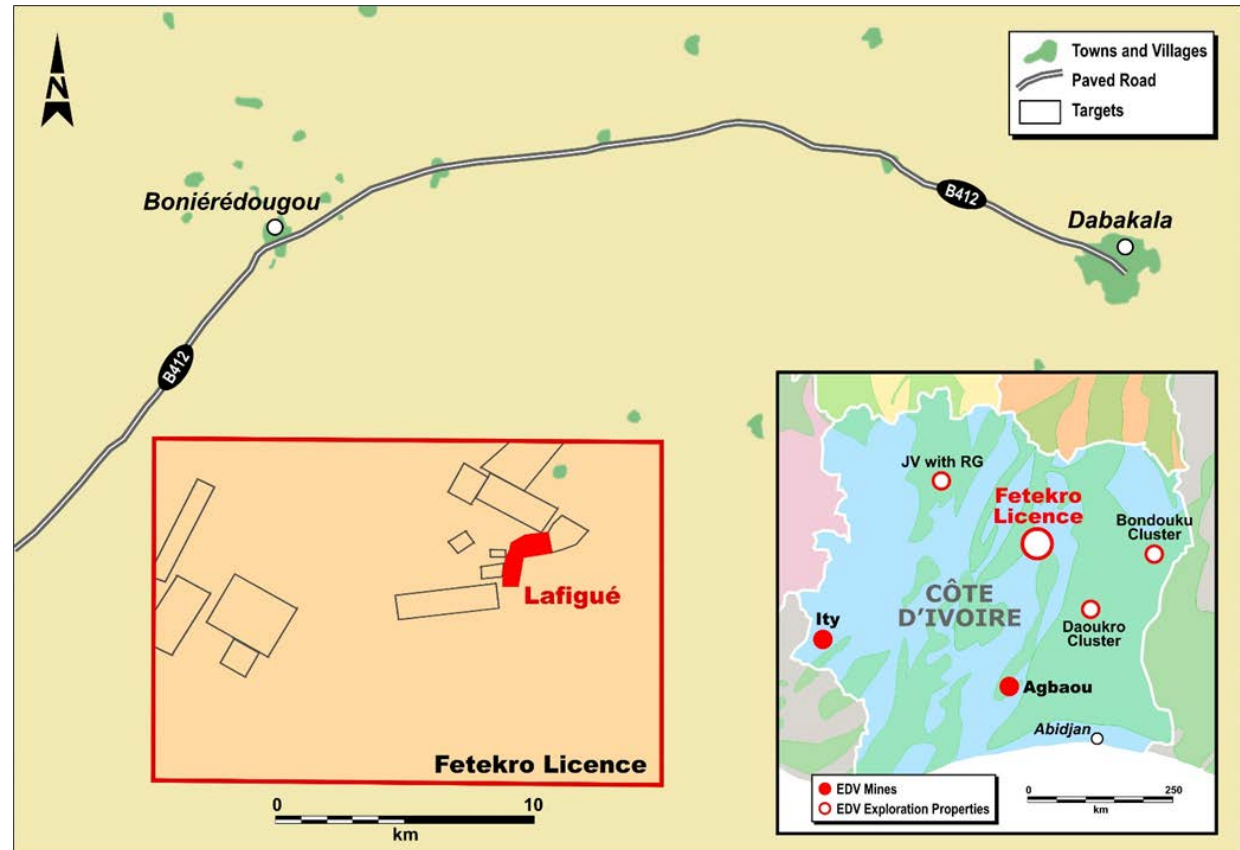 N
Towns and Villages
Paved Road
Targets
Boniérédougou
B412
Dabakala
B412
Lafigué
Fetekro Licence
0 10
km
JV with RG
Fetekro
Licence
Bondouku
Cluster
CÔTE
D'IVOIRE
Daoukro
Cluster
Ity
Agbaou
Abidjan
EDV Mines
EDV Exploration Properties
0 250
km